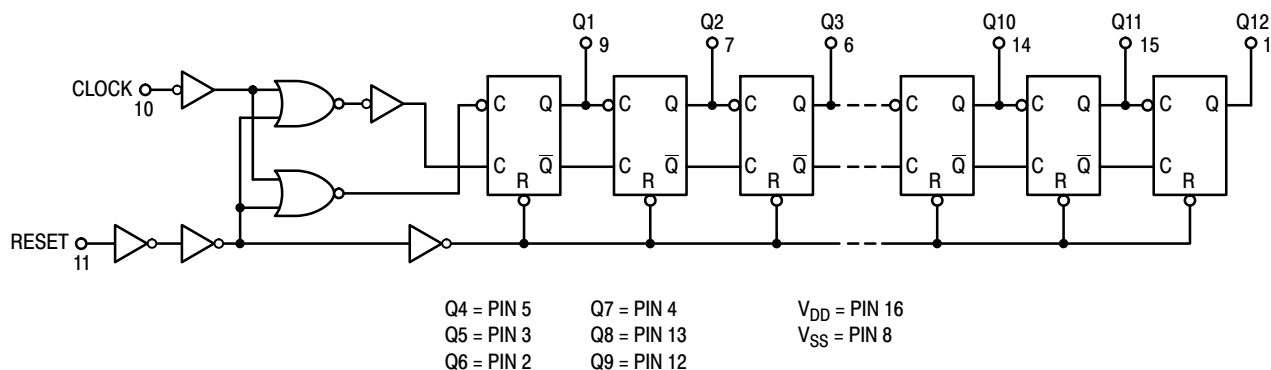 Q1 Q2 Q3 Q10 Q11 Q12
9 7 6 14 15 1
CLOCK
10
C Q C Q C Q C Q C Q C Q
C Q̅ C Q̅ C Q̅ C Q̅ C Q̅ C
R R R R R R
RESET
11
Q4 = PIN 5 Q7 = PIN 4 VDD = PIN 16
Q5 = PIN 3 Q8 = PIN 13 VSS = PIN 8
Q6 = PIN 2 Q9 = PIN 12